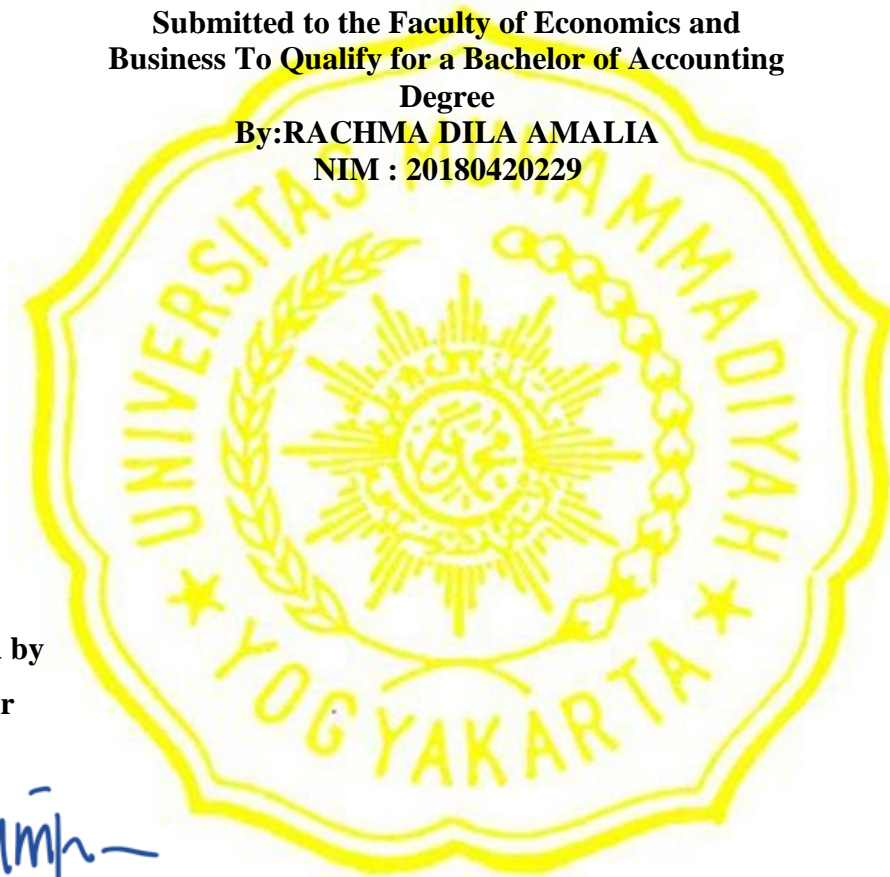 Submitted to the Faculty of Economics and
Business To Qualify for a Bachelor of Accounting
Degree
By:RACHMA DILA AMALIA
NIM : 20180420229
UNIVERSITAS MUHAMMADIYAH
YOGYAKARTA
by